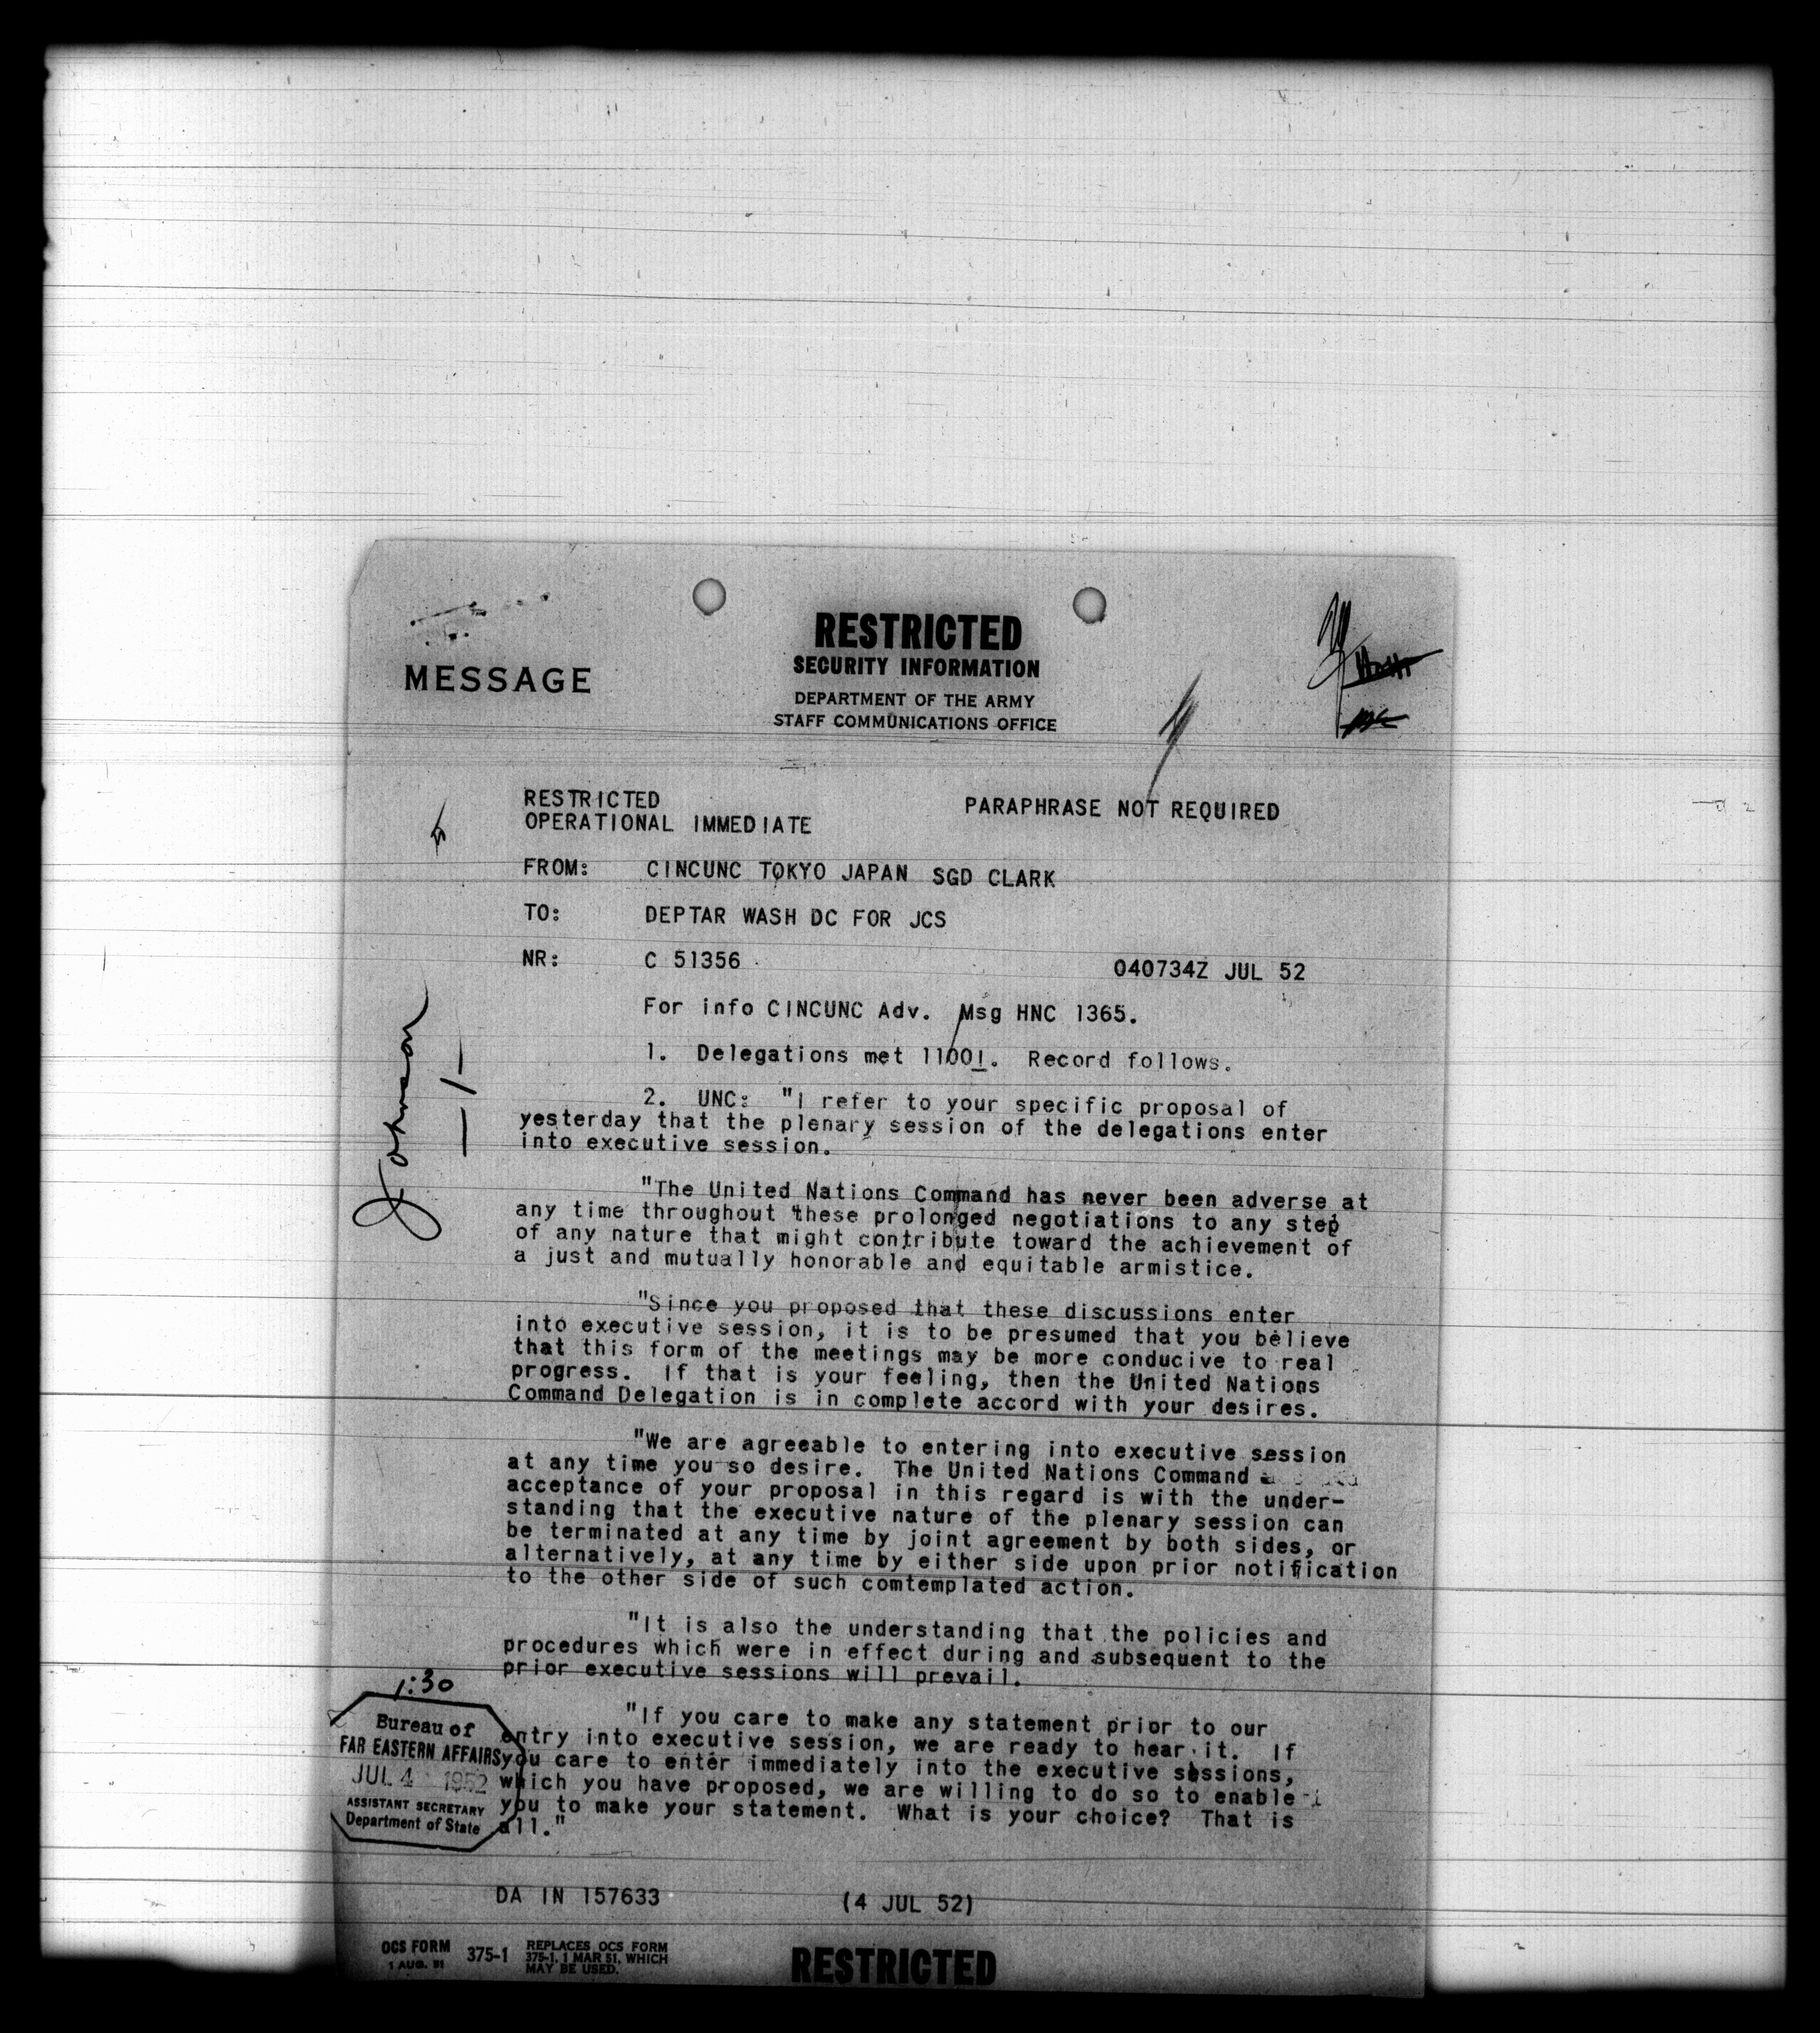 MESSAGE
RESTRICTED
SECURITY INFORMATION
DEPARTMENT OF THE ARMY
STAFF COMMUNICATIONS OFFICE
RESTRICTED
OPERATIONAL IMMEDIATE
PARAPHRASE NOT REQUIRED
FROM: CINCUNC TOKYO JAPAN SGD CLARK
TO: DEPTAR WASH DC FOR JCS
NR: C 51356 040734Z JUL 52
For info CINCUNC Adv. Msg HNC 1365.
1. Delegations met 1100I. Record follows.
2. UNC: "I refer to your specific proposal of
yesterday that the plenary session of the delegations enter
into executive session.
"The United Nations Command has never been adverse at
any time throughout these prolonged negotiations to any step
of any nature that might contribute toward the achievement of
a just and mutually honorable and equitable armistice.
"Since you proposed that these discussions enter
into executive session, it is to be presumed that you believe
that this form of the meetings may be more conducive to real
progress. If that is your feeling, then the United Nations
Command Delegation is in complete accord with your desires.
"We are agreeable to entering into executive session
at any time you so desire. The United Nations Command
acceptance of your proposal in this regard is with the under-
standing that the executive nature of the plenary session can
be terminated at any time by joint agreement by both sides, or
alternatively, at any time by either side upon prior notification
to the other side of such comtemplated action.
"It is also the understanding that the policies and
procedures which were in effect during and subsequent to the
prior executive sessions will prevail.
"If you care to make any statement prior to our
entry into executive session, we are ready to hear it. If
you care to enter immediately into the executive sessions,
which you have proposed, we are willing to do so to enable
you to make your statement. What is your choice? That is
all."
Johnson
-1-
1:30
Bureau of
FAR EASTERN AFFAIRS
JUL 4 1952
ASSISTANT SECRETARY
Department of State
DA IN 157633 (4 JUL 52)
OCS FORM 375-1
1 AUG. 51
REPLACES OCS FORM
375-1, 1 MAR 51, WHICH
MAY BE USED.
RESTRICTED